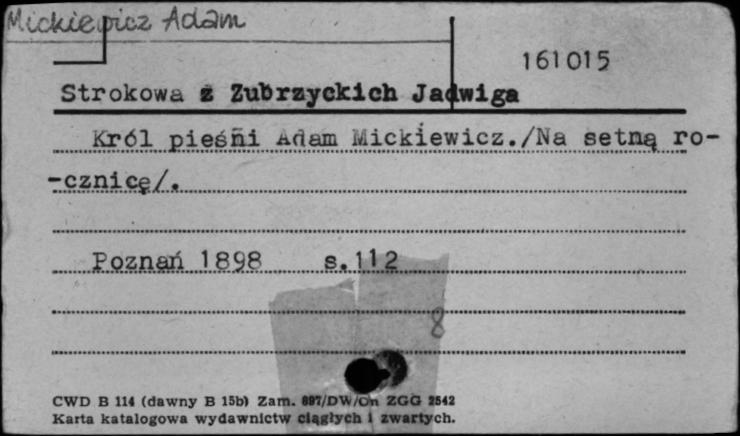 Mickiewicz Adam
161015
Strokowa z Zubrzyckich Jadwiga
Król pieśni Adam Mickiewicz./Na setną ro-
-cznicę/.
Poznań 1898 s.112
8
CWD B 114 (dawny B 15b) Zam. 897/DW/On ZGG 2542
Karta katalogowa wydawnictw ciągłych i zwartych.